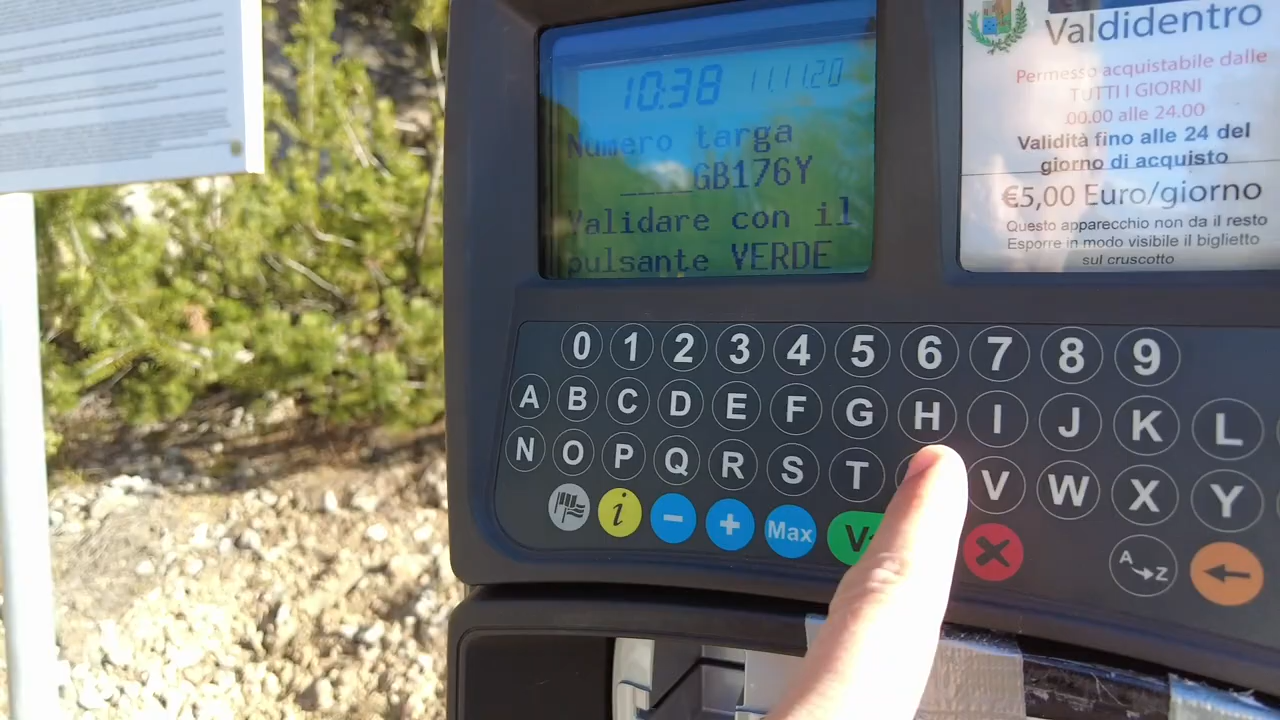 10:38 11.11.20
Numero targa
____GB176Y
Validare con il
pulsante VERDE
Valdidentro
Permesso acquistabile dalle
TUTTI I GIORNI
00.00 alle 24.00
Validità fino alle 24 del
giorno di acquisto
€5,00 Euro/giorno
Questo apparecchio non da il resto
Esporre in modo visibile il biglietto
sul cruscotto
0 1 2 3 4 5 6 7 8 9
A B C D E F G H I J K L
N O P Q R S T V W X Y
i - + Max V
A→Z